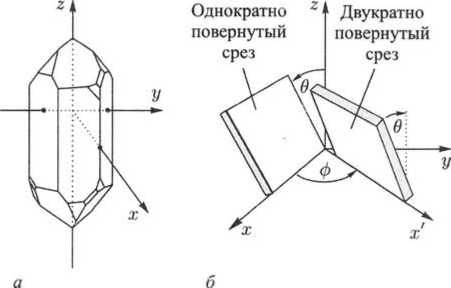 z
y
x
а
Однократно
повернутый
срез
z
Двукратно
повернутый
срез
θ
θ
y
ϕ
x
x′
б